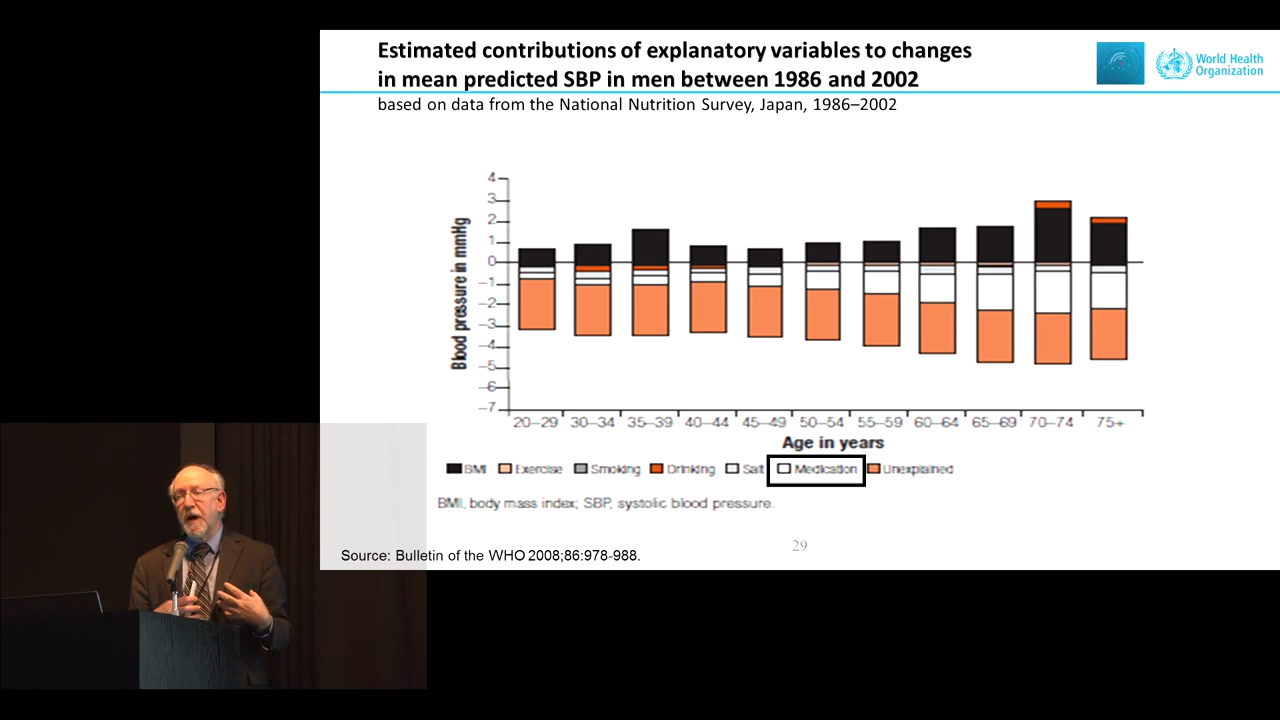 Estimated contributions of explanatory variables to changes
in mean predicted SBP in men between 1986 and 2002
World Health
Organization
based on data from the National Nutrition Survey, Japan, 1986–2002
4
3
2
1
0
−1
−2
−3
−4
−5
−6
−7
Blood pressure in mmHg
20–29 30–34 35–39 40–44 45–49 50–54 55–59 60–64 65–69 70–74 75+
Age in years
BMI Exercise Smoking Drinking Salt Medication Unexplained
BMI, body mass index; SBP, systolic blood pressure.
29
Source: Bulletin of the WHO 2008;86:978-988.